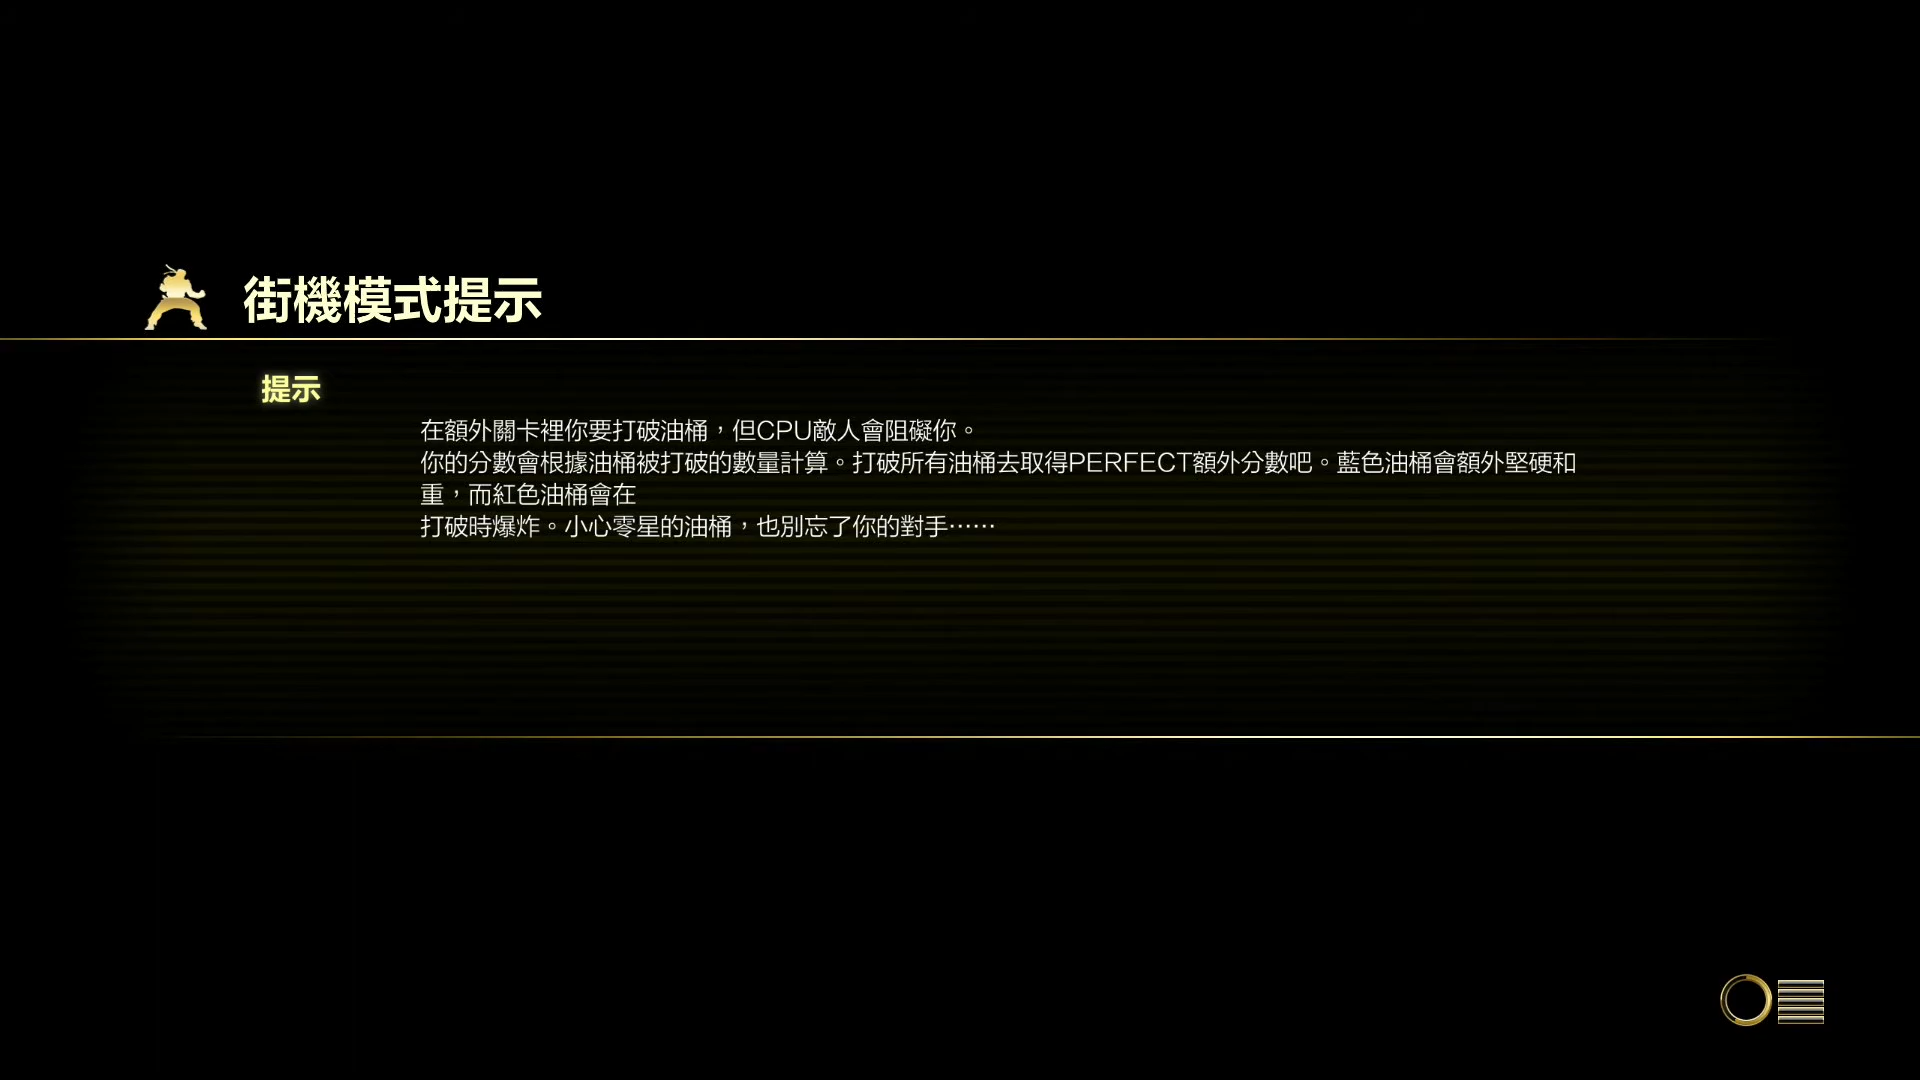 街機模式提示
提示
在額外關卡裡你要打破油桶，但CPU敵人會阻礙你。
你的分數會根據油桶被打破的數量計算。打破所有油桶去取得PERFECT額外分數吧。藍色油桶會額外堅硬和
重，而紅色油桶會在
打破時爆炸。小心零星的油桶，也別忘了你的對手⋯⋯